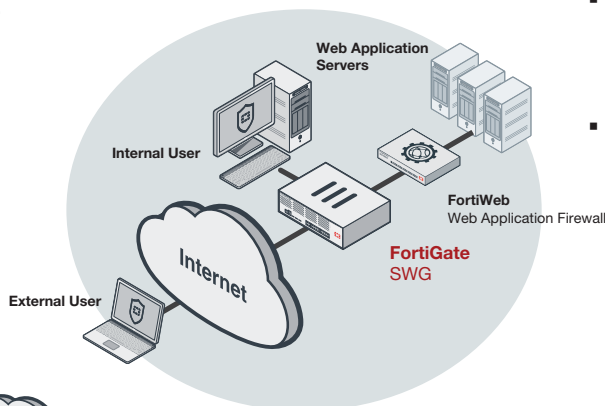 Web Application
Servers
Internal User
FortiWeb
Web Application Firewall
FortiGate
SWG
Internet
External User